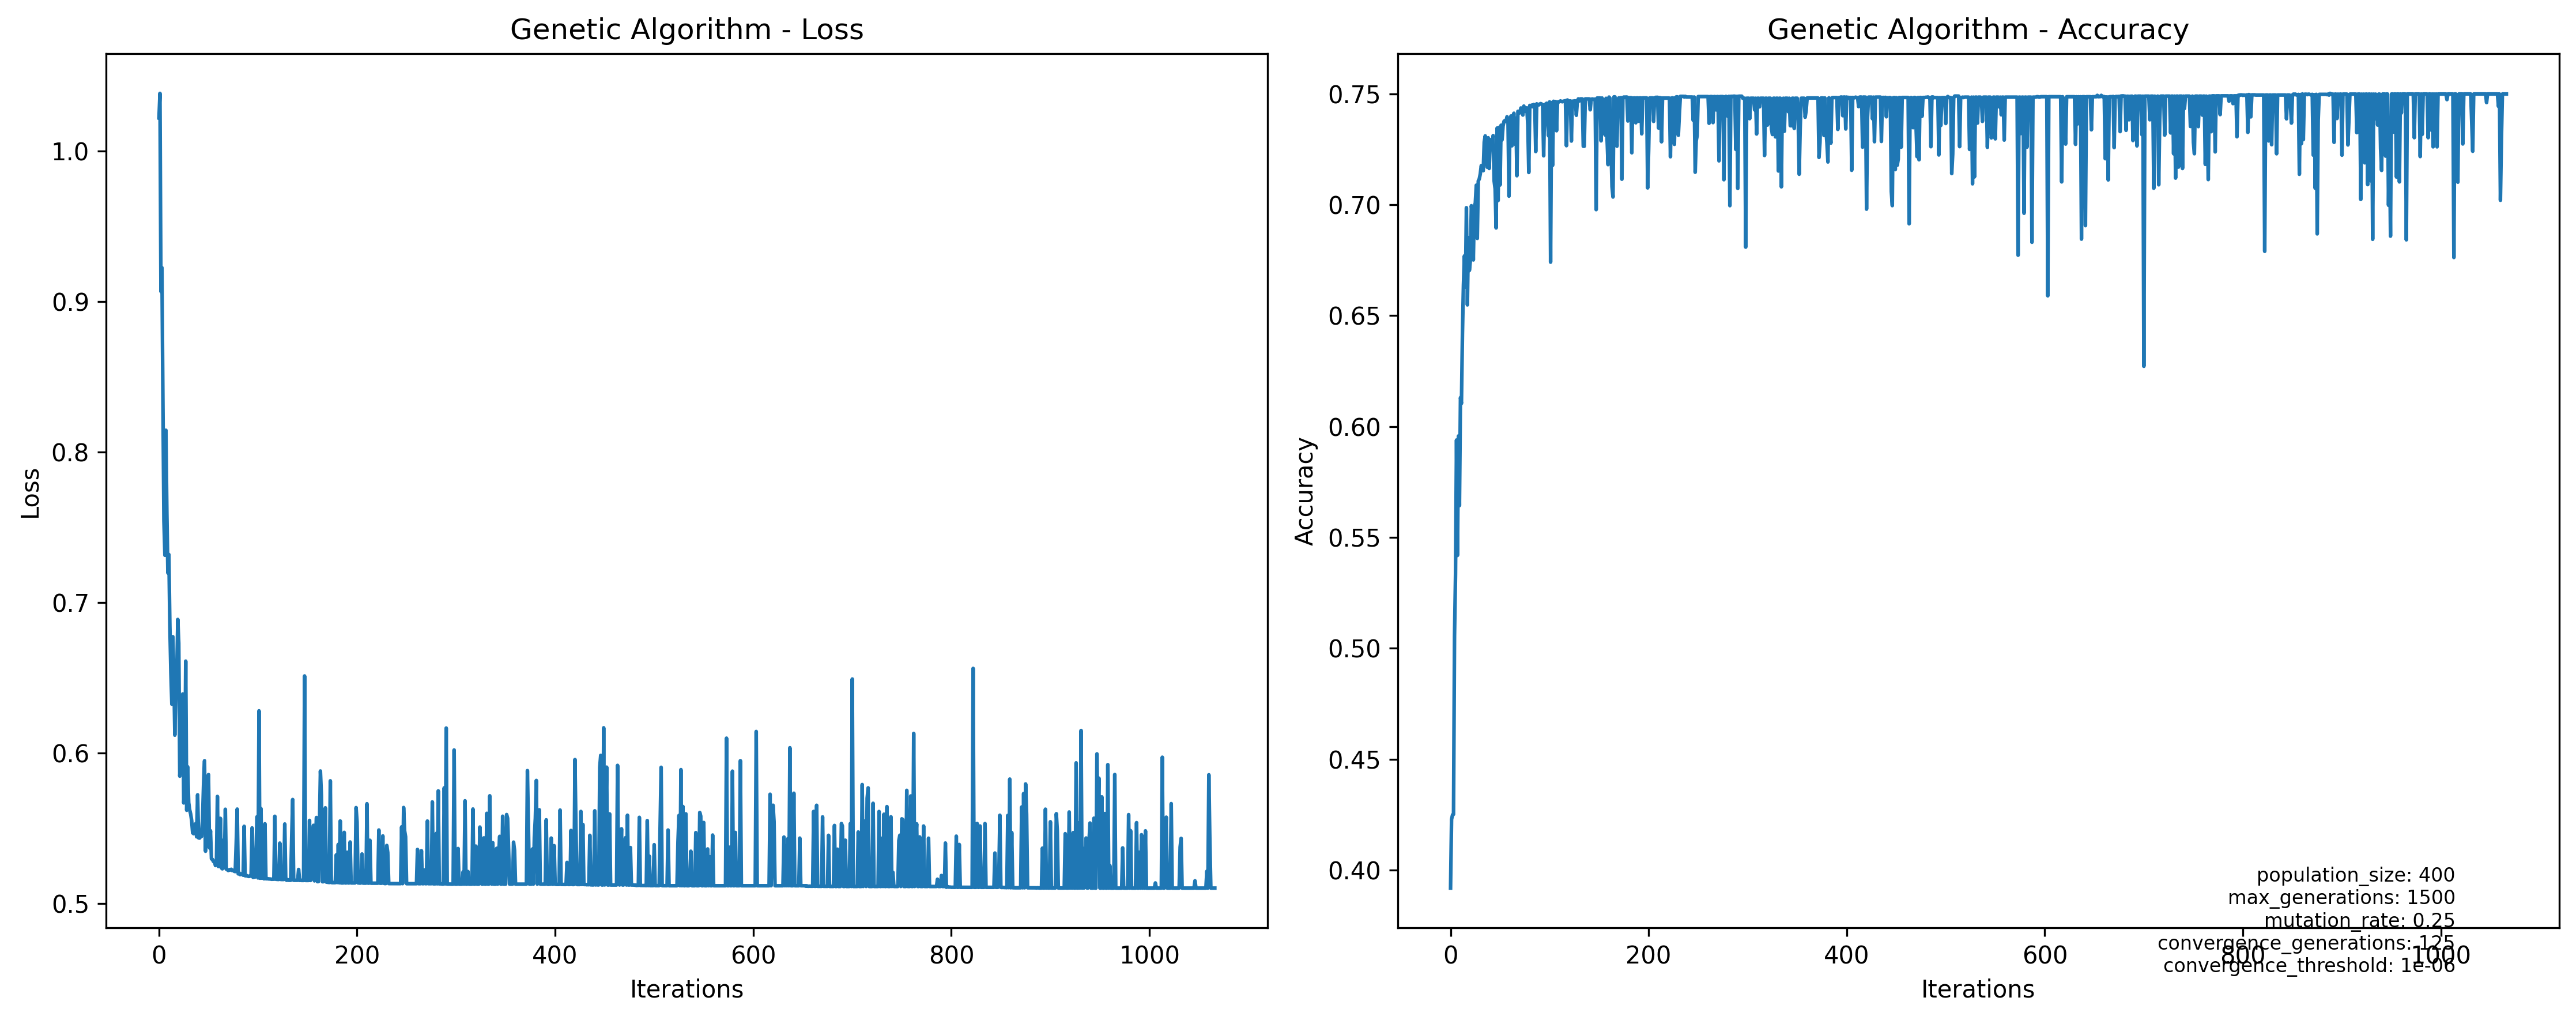 Genetic Algorithm - Loss
1.0
0.9
0.8
0.7
0.6
0.5
Loss
0 200 400 600 800 1000
Iterations
Genetic Algorithm - Accuracy
0.75
0.70
0.65
0.60
0.55
0.50
0.45
0.40
Accuracy
0 200 400 600 800 1000
Iterations
population_size: 400
max_generations: 1500
mutation_rate: 0.25
convergence_generations: 125
convergence_threshold: 1e-06